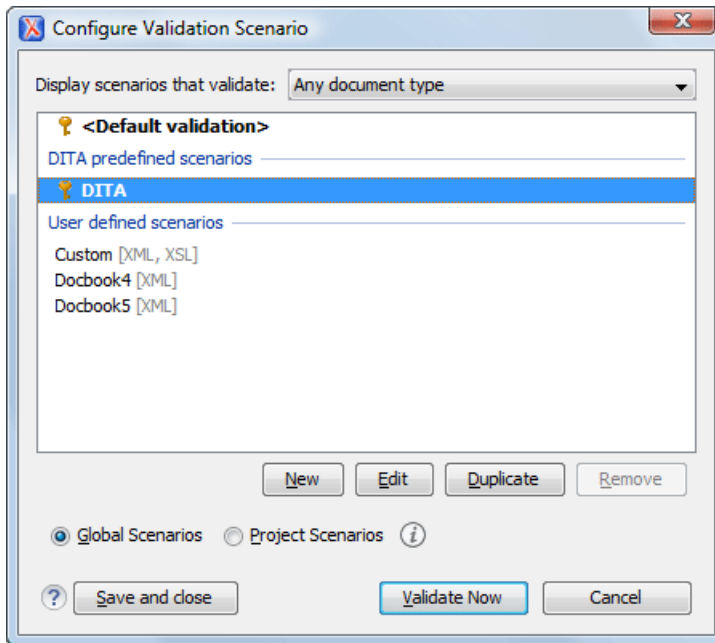 Configure Validation Scenario
Display scenarios that validate: Any document type
<Default validation>
DITA predefined scenarios
DITA
User defined scenarios
Custom [XML, XSL]
Docbook4 [XML]
Docbook5 [XML]
New Edit Duplicate Remove
Global Scenarios Project Scenarios i
? Save and close Validate Now Cancel